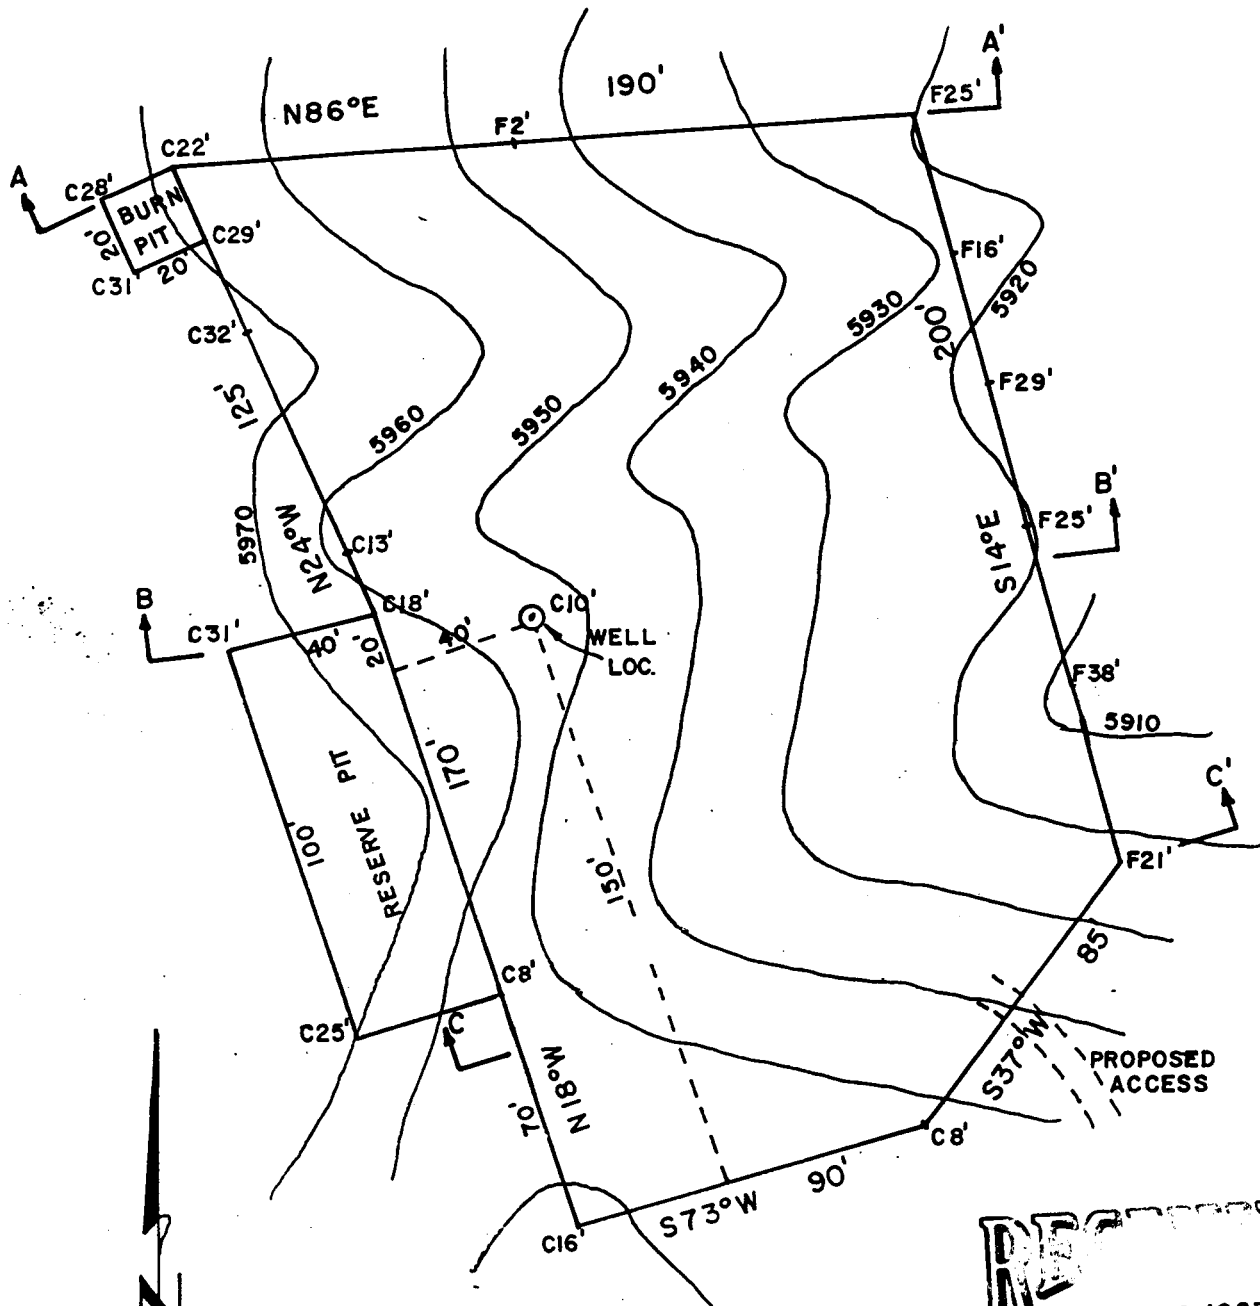 A'
190'
N86°E
F25'
F2'
C22'
A
C28'
BURN
PIT
C29'
20'
20'
C31'
F16'
5920
5930
200'
C32'
5940
F29'
125'
5960
5950
B'
5970
N24°W
F25'
S14°E
C13'
B
C18'
C10'
C31'
40'
20'
40'
WELL
LOC.
F38'
5910
170'
RESERVE PIT
C'
100'
F21'
150'
85
C8'
C25'
C
S37°W
PROPOSED
ACCESS
N18°W
70'
C8'
90'
S73°W
C16'